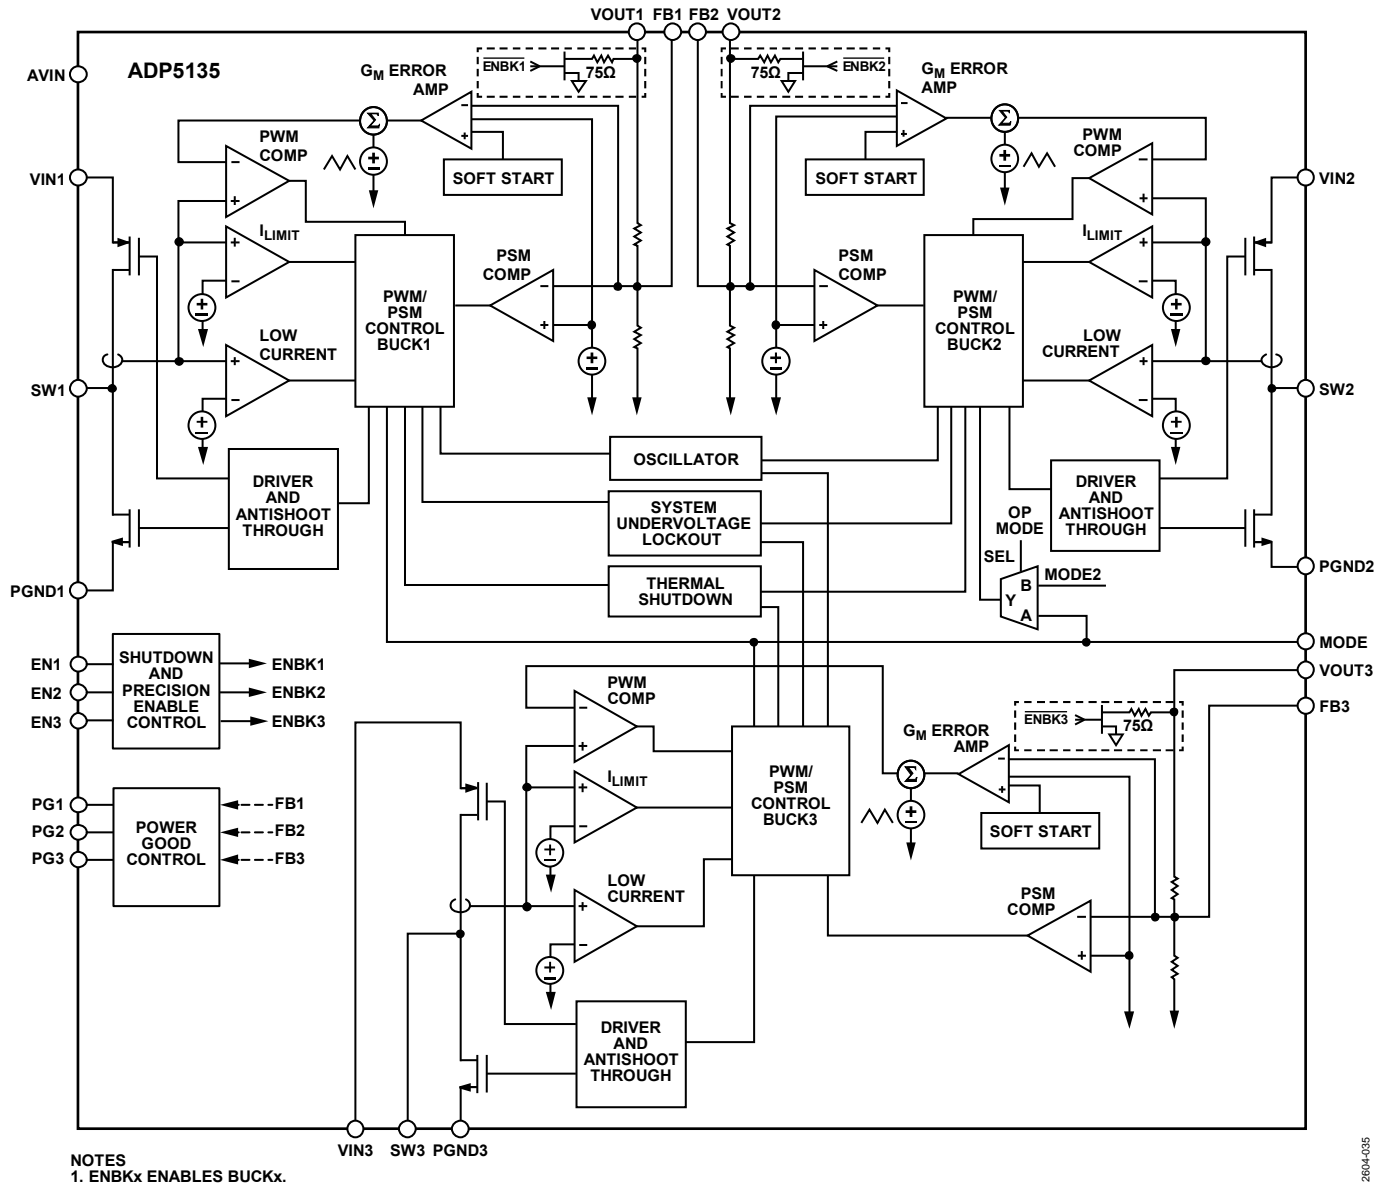 VOUT1 FB1 FB2 VOUT2
AVIN
ADP5135
ENBK1
75Ω
75Ω
ENBK2
GM ERROR
AMP
GM ERROR
AMP
Σ
Σ
PWM
COMP
PWM
COMP
SOFT START
SOFT START
VIN1
VIN2
ILIMIT
ILIMIT
PSM
COMP
PSM
COMP
PWM/
PSM
CONTROL
BUCK1
PWM/
PSM
CONTROL
BUCK2
LOW
CURRENT
LOW
CURRENT
SW1
SW2
OSCILLATOR
DRIVER
AND
ANTISHOOT
THROUGH
DRIVER
AND
ANTISHOOT
THROUGH
SYSTEM
UNDERVOLTAGE
LOCKOUT
OP
MODE
SEL
THERMAL
SHUTDOWN
B
Y
A
MODE2
PGND1
PGND2
MODE
VOUT3
FB3
EN1
EN2
EN3
SHUTDOWN
AND
PRECISION
ENABLE
CONTROL
ENBK1
ENBK2
ENBK3
PWM
COMP
ENBK3
75Ω
GM ERROR
AMP
Σ
ILIMIT
PWM/
PSM
CONTROL
BUCK3
SOFT START
PG1
PG2
PG3
POWER
GOOD
CONTROL
FB1
FB2
FB3
LOW
CURRENT
PSM
COMP
DRIVER
AND
ANTISHOOT
THROUGH
VIN3 SW3 PGND3
NOTES
1. ENBKx ENABLES BUCKx.
2604-035